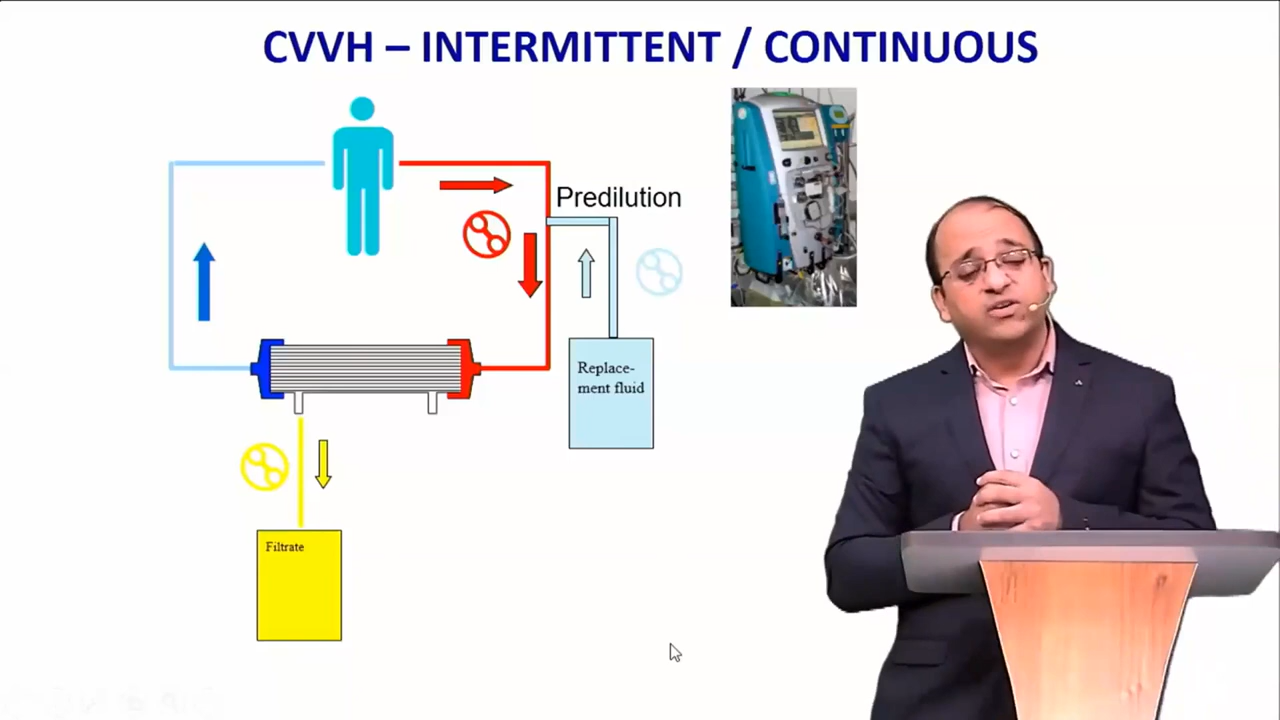 CVVH – INTERMITTENT / CONTINUOUS
Predilution
Replace-
ment fluid
Filtrate